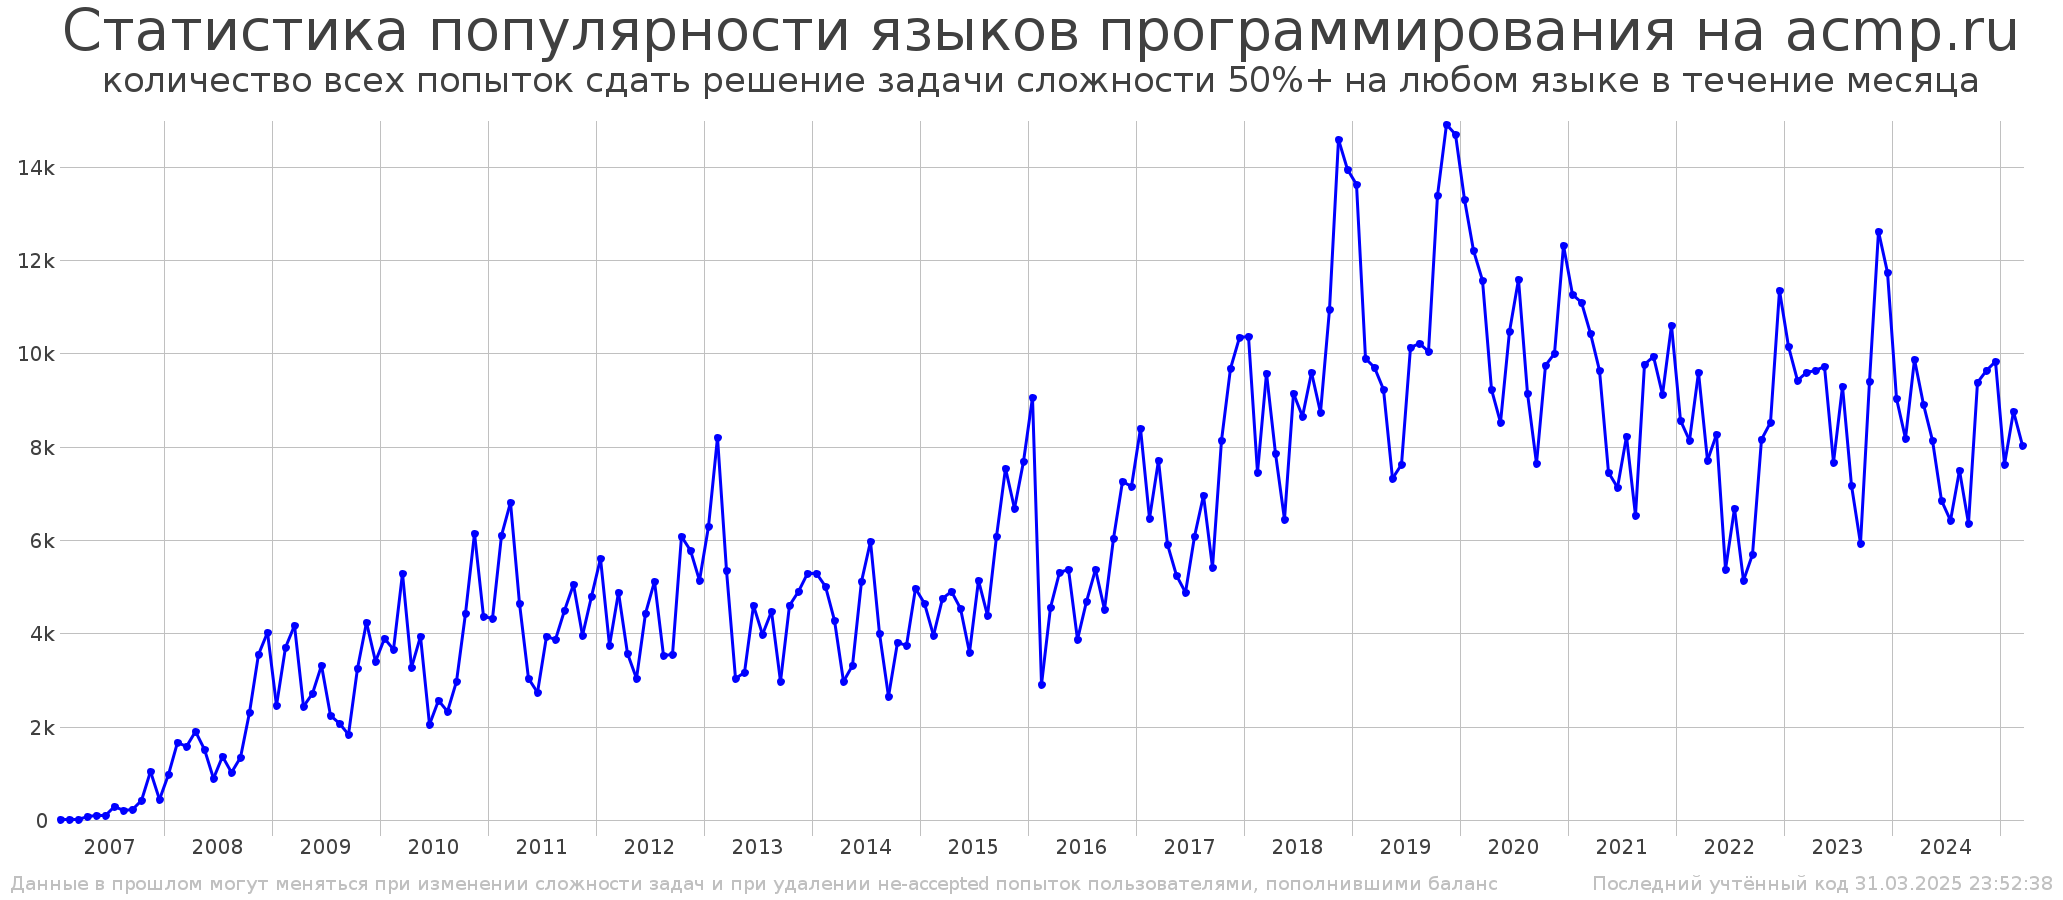 Статистика популярности языков программирования на acmp.ru
количество всех попыток сдать решение задачи сложности 50%+ на любом языке в течение месяца
14k
12k
10k
8k
6k
4k
2k
0
2007 2008 2009 2010 2011 2012 2013 2014 2015 2016 2017 2018 2019 2020 2021 2022 2023 2024
Данные в прошлом могут меняться при изменении сложности задач и при удалении не-accepted попыток пользователями, пополнившими баланс Последний учтённый код 31.03.2025 23:52:38